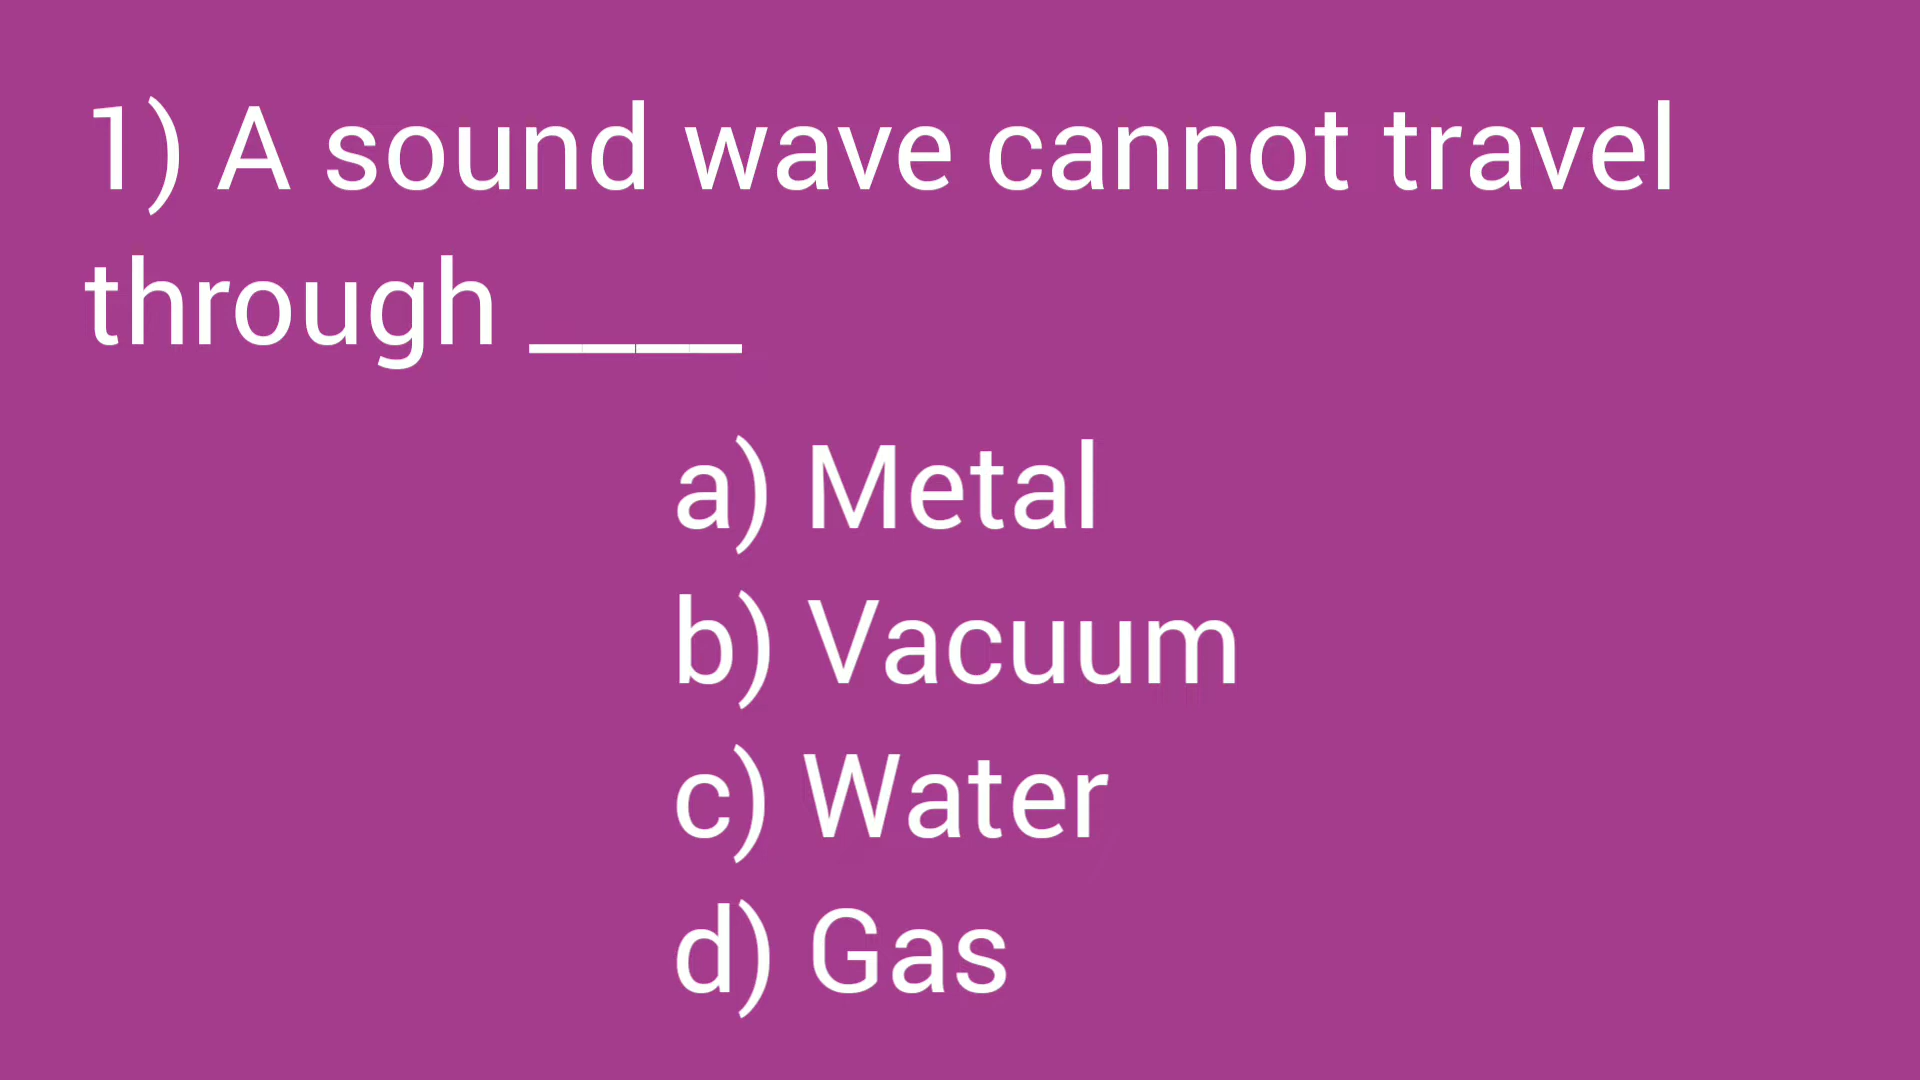 1) A sound wave cannot travel
through ____
a) Metal
b) Vacuum
c) Water
d) Gas